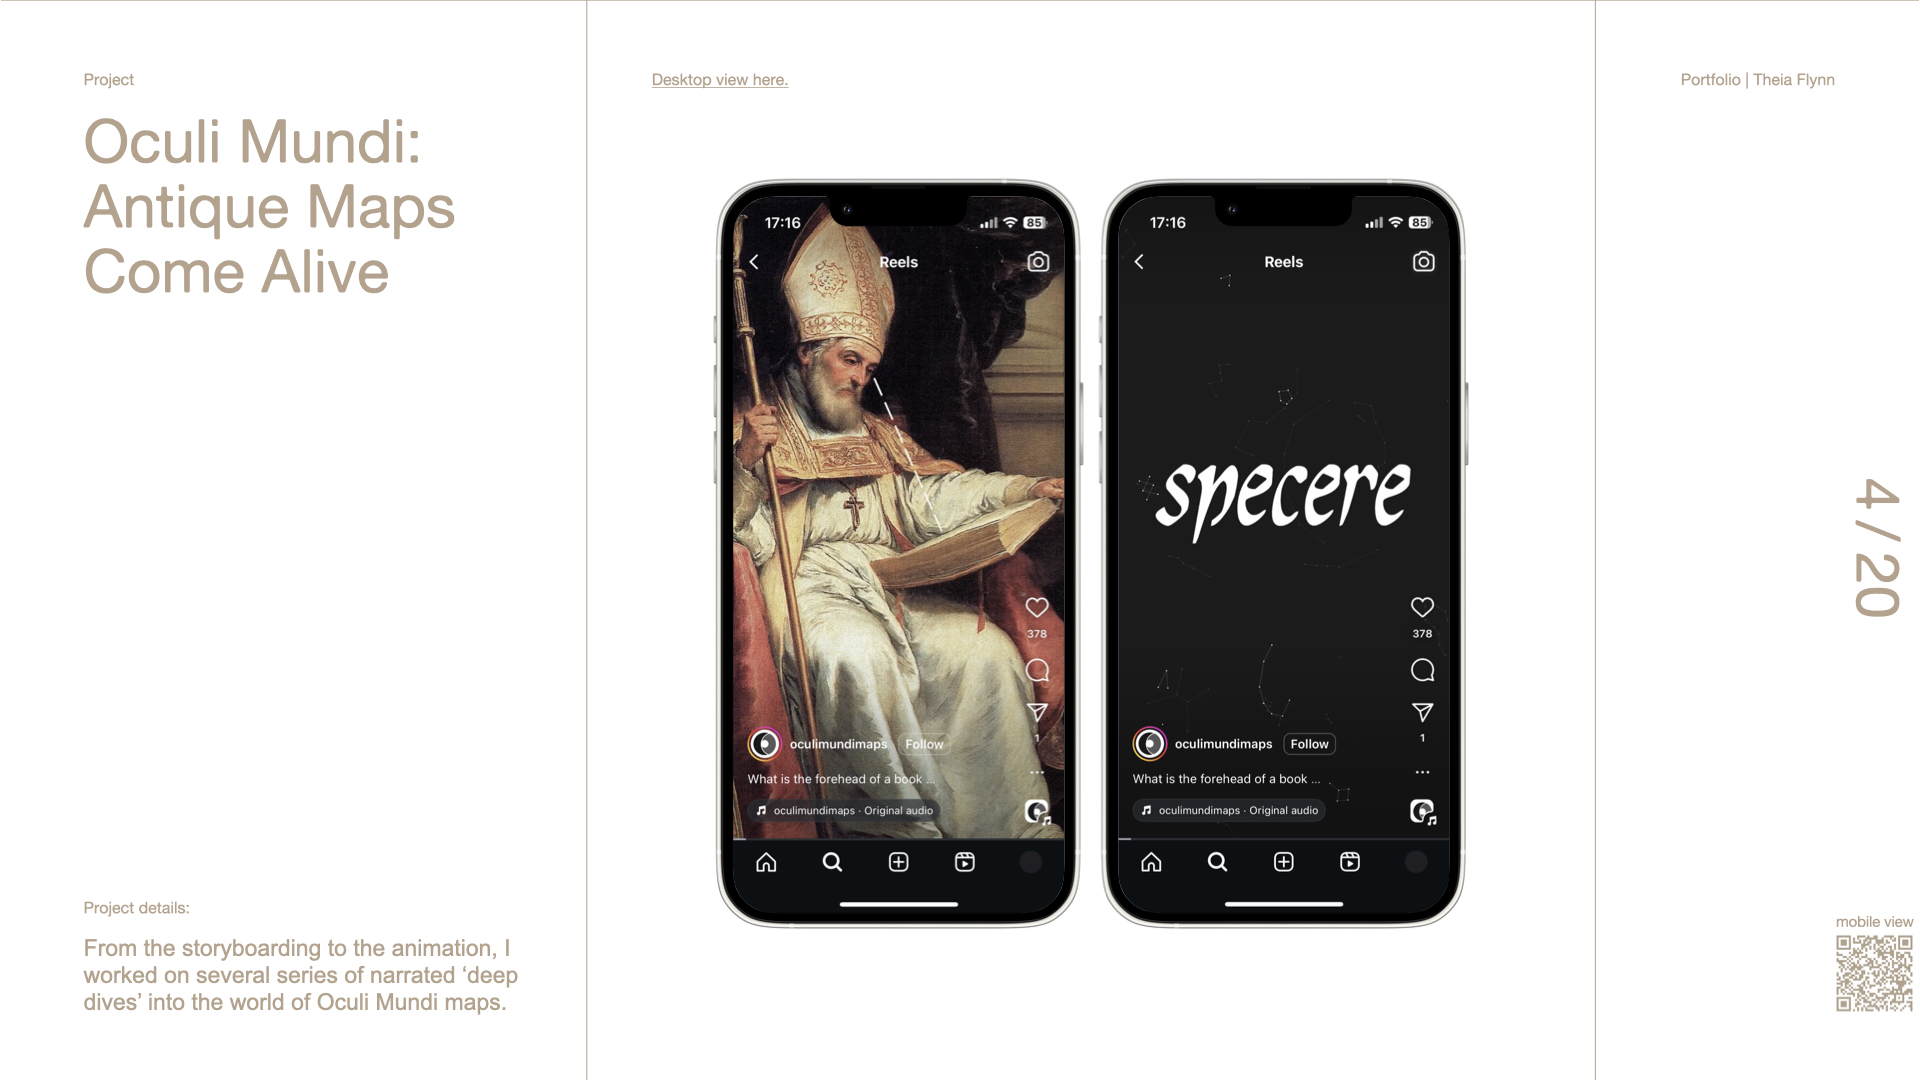 Project
Oculi Mundi:
Antique Maps
Come Alive
Project details:
From the storyboarding to the animation, I
worked on several series of narrated ‘deep
dives’ into the world of Oculi Mundi maps.
Desktop view here.
17:16
85
Reels
378
1
oculimundimaps Follow
What is the forehead of a book ...
oculimundimaps · Original audio
17:16
85
Reels
specere
378
1
oculimundimaps Follow
What is the forehead of a book ...
oculimundimaps · Original audio
Portfolio | Theia Flynn
4 / 20
mobile view